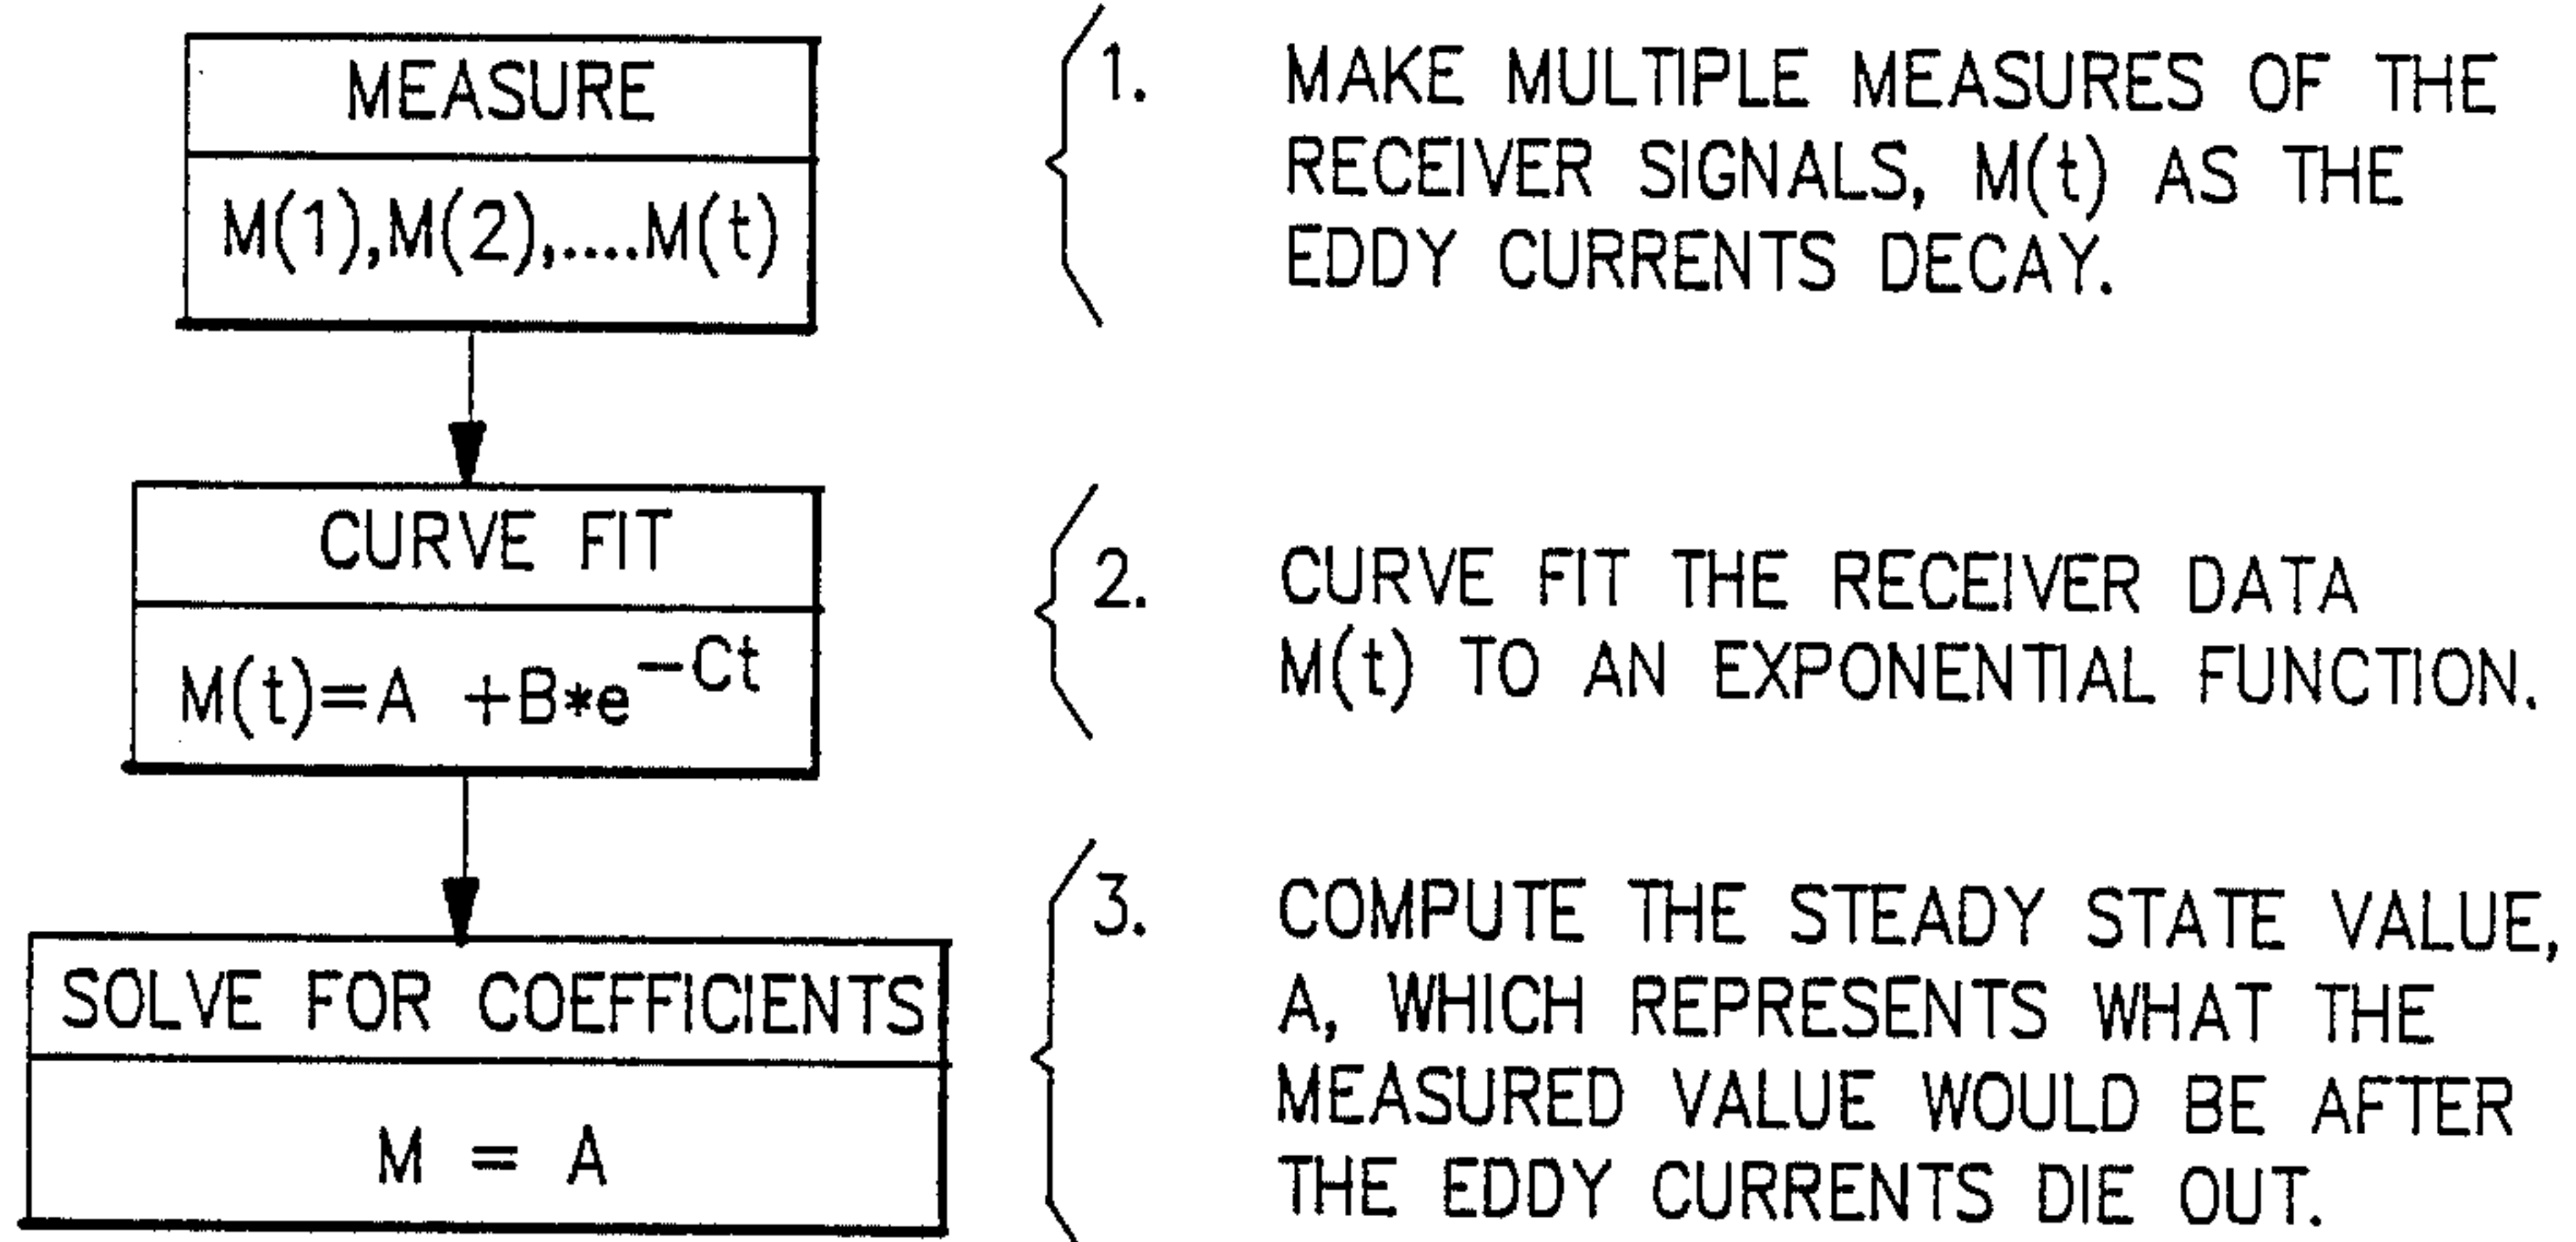 MEASURE
M(1),M(2),....M(t)
1. MAKE MULTIPLE MEASURES OF THE
RECEIVER SIGNALS, M(t) AS THE
EDDY CURRENTS DECAY.
CURVE FIT
M(t)=A +B*e^-Ct
2. CURVE FIT THE RECEIVER DATA
M(t) TO AN EXPONENTIAL FUNCTION.
SOLVE FOR COEFFICIENTS
M = A
3. COMPUTE THE STEADY STATE VALUE,
A, WHICH REPRESENTS WHAT THE
MEASURED VALUE WOULD BE AFTER
THE EDDY CURRENTS DIE OUT.